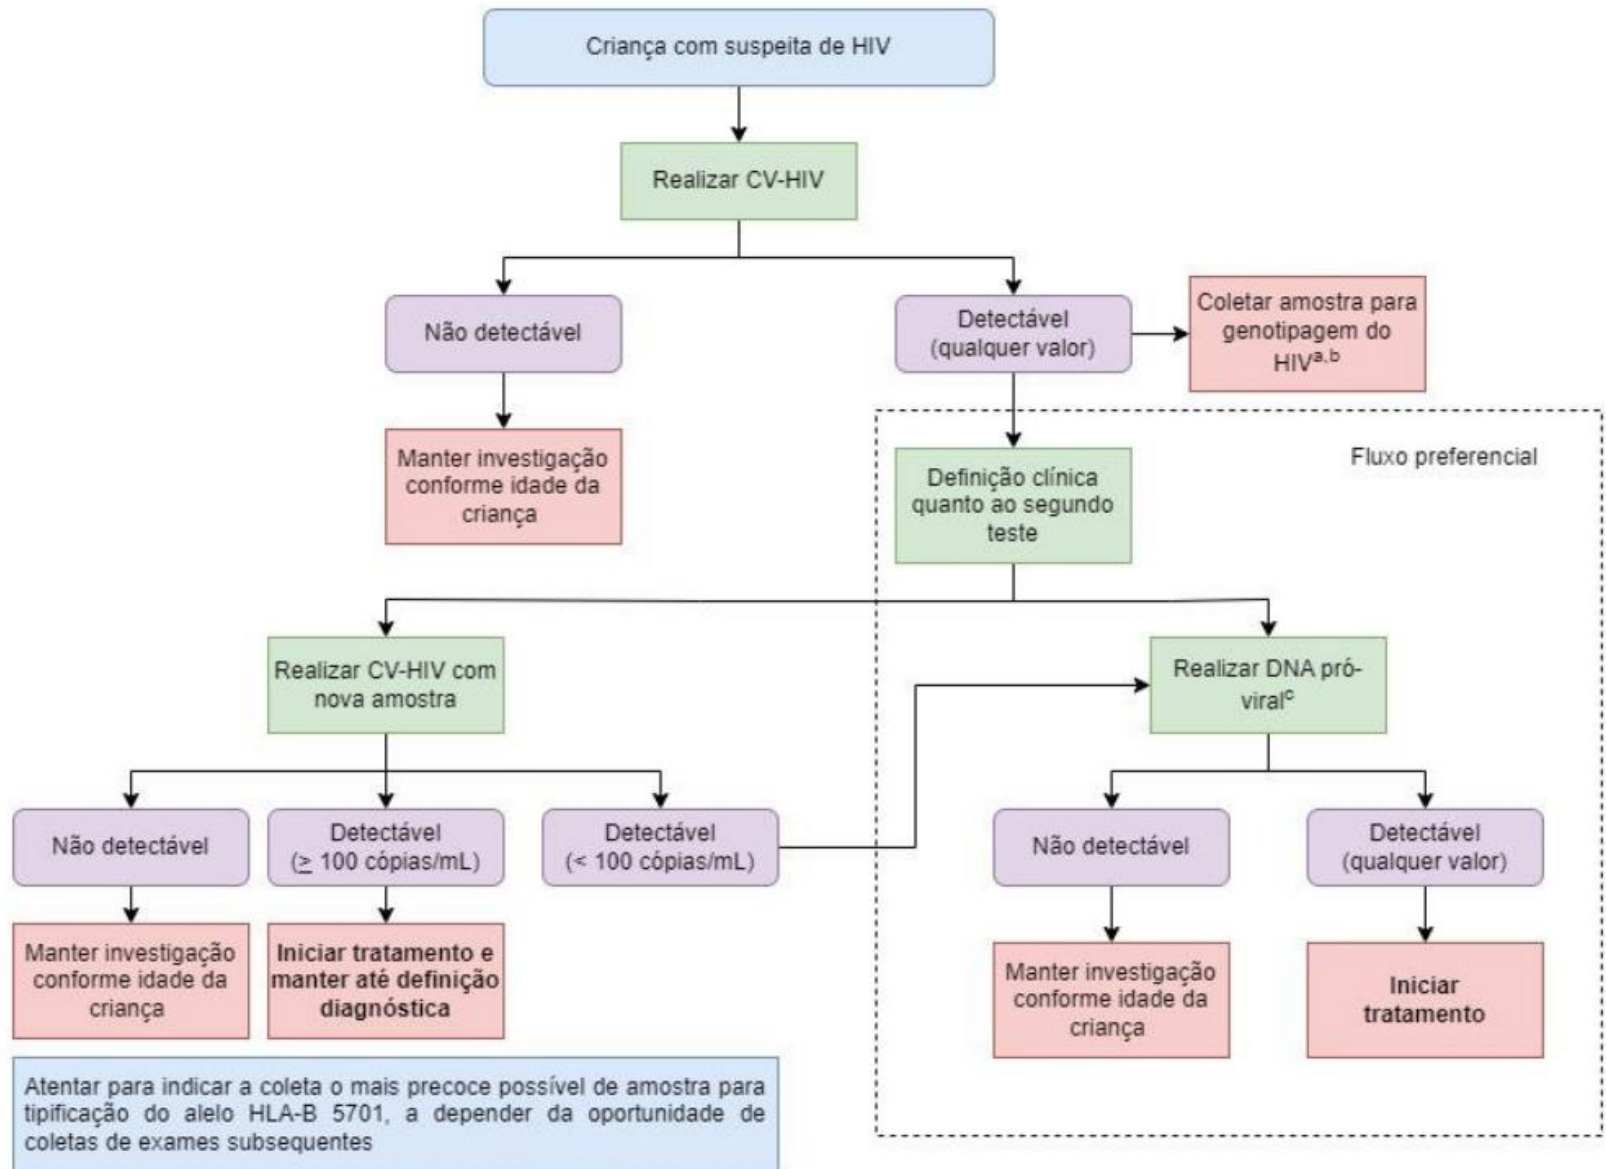 Criança com suspeita de HIV
Realizar CV-HIV
Não detectável
Detectável
(qualquer valor)
Coletar amostra para
genotipagem do
HIVᵃ,ᵇ
Manter investigação
conforme idade da
criança
Fluxo preferencial
Definição clínica
quanto ao segundo
teste
Realizar CV-HIV com
nova amostra
Realizar DNA pró-
viralᶜ
Não detectável
Detectável
(≥ 100 cópias/mL)
Detectável
(< 100 cópias/mL)
Não detectável
Detectável
(qualquer valor)
Manter investigação
conforme idade da
criança
Iniciar tratamento e
manter até definição
diagnóstica
Manter investigação
conforme idade da
criança
Iniciar
tratamento
Atentar para indicar a coleta o mais precoce possível de amostra para
tipificação do alelo HLA-B 5701, a depender da oportunidade de
coletas de exames subsequentes